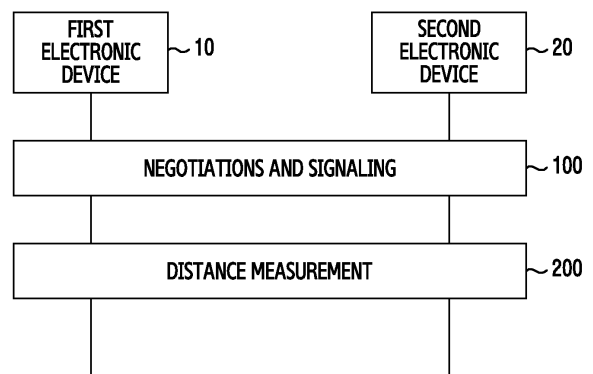 FIRST
ELECTRONIC
DEVICE
10
SECOND
ELECTRONIC
DEVICE
20
NEGOTIATIONS AND SIGNALING
100
DISTANCE MEASUREMENT
200